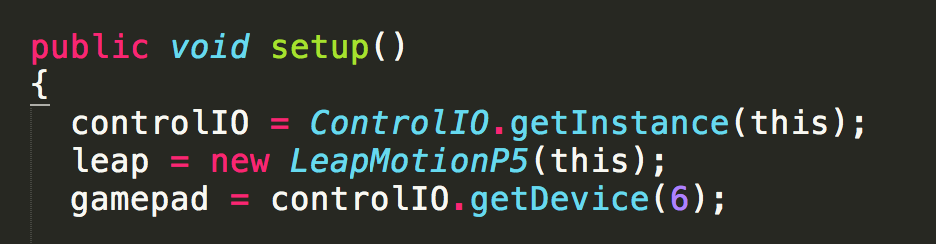 public void setup()
{
controlIO = ControlIO.getInstance(this);
leap = new LeapMotionP5(this);
gamepad = controlIO.getDevice(6);